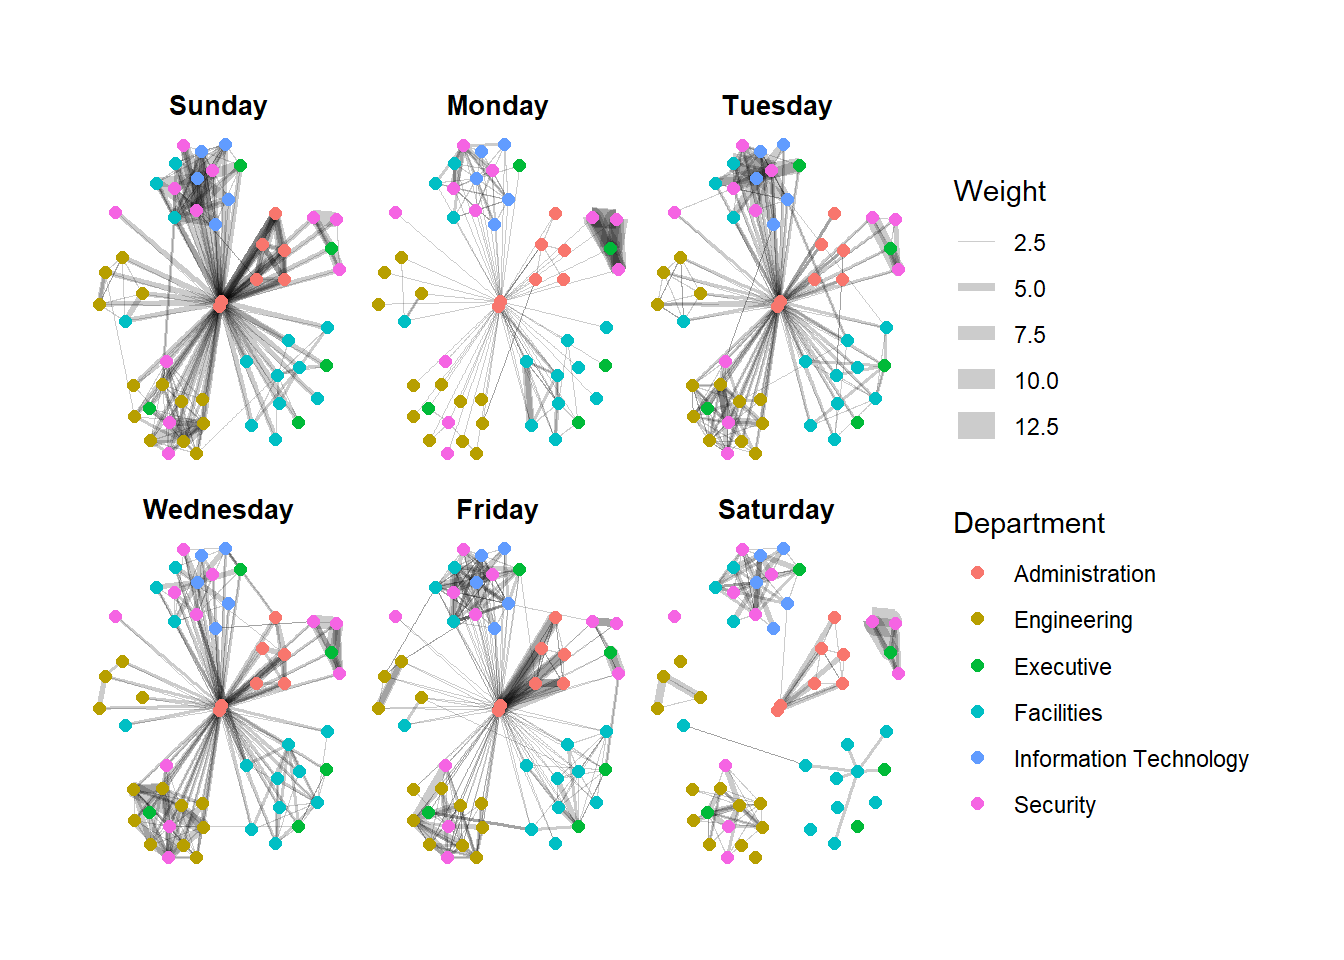 Sunday
Monday
Tuesday
Wednesday
Friday
Saturday
Weight
2.5
5.0
7.5
10.0
12.5
Department
Administration
Engineering
Executive
Facilities
Information Technology
Security